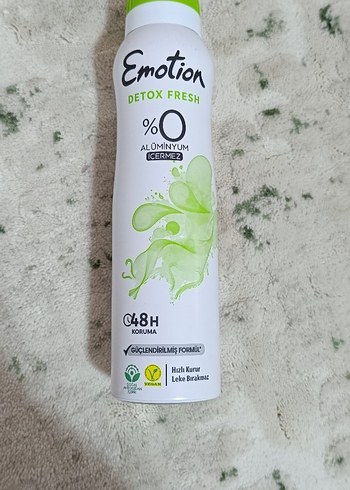 Emotion
DETOX FRESH
%0
ALÜMİNYUM
İÇERMEZ
48H
KORUMA
GÜÇLENDİRİLMİŞ FORMÜL*
Hızlı Kurur
Leke Bırakmaz
VEGAN